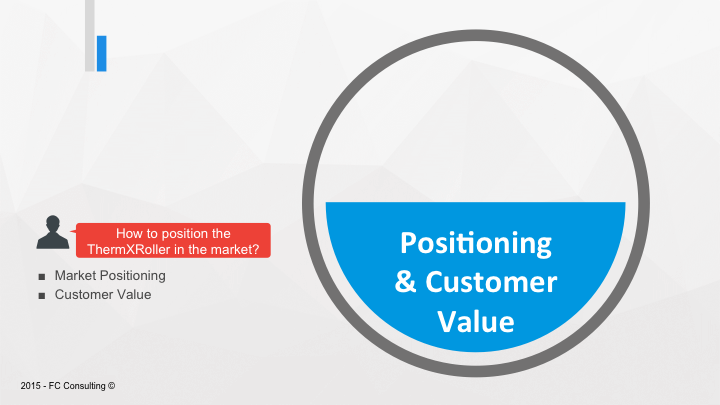 How to position the
ThermXRoller in the market?
■ Market Positioning
■ Customer Value
Positioning
& Customer
Value
2015 - FC Consulting ©